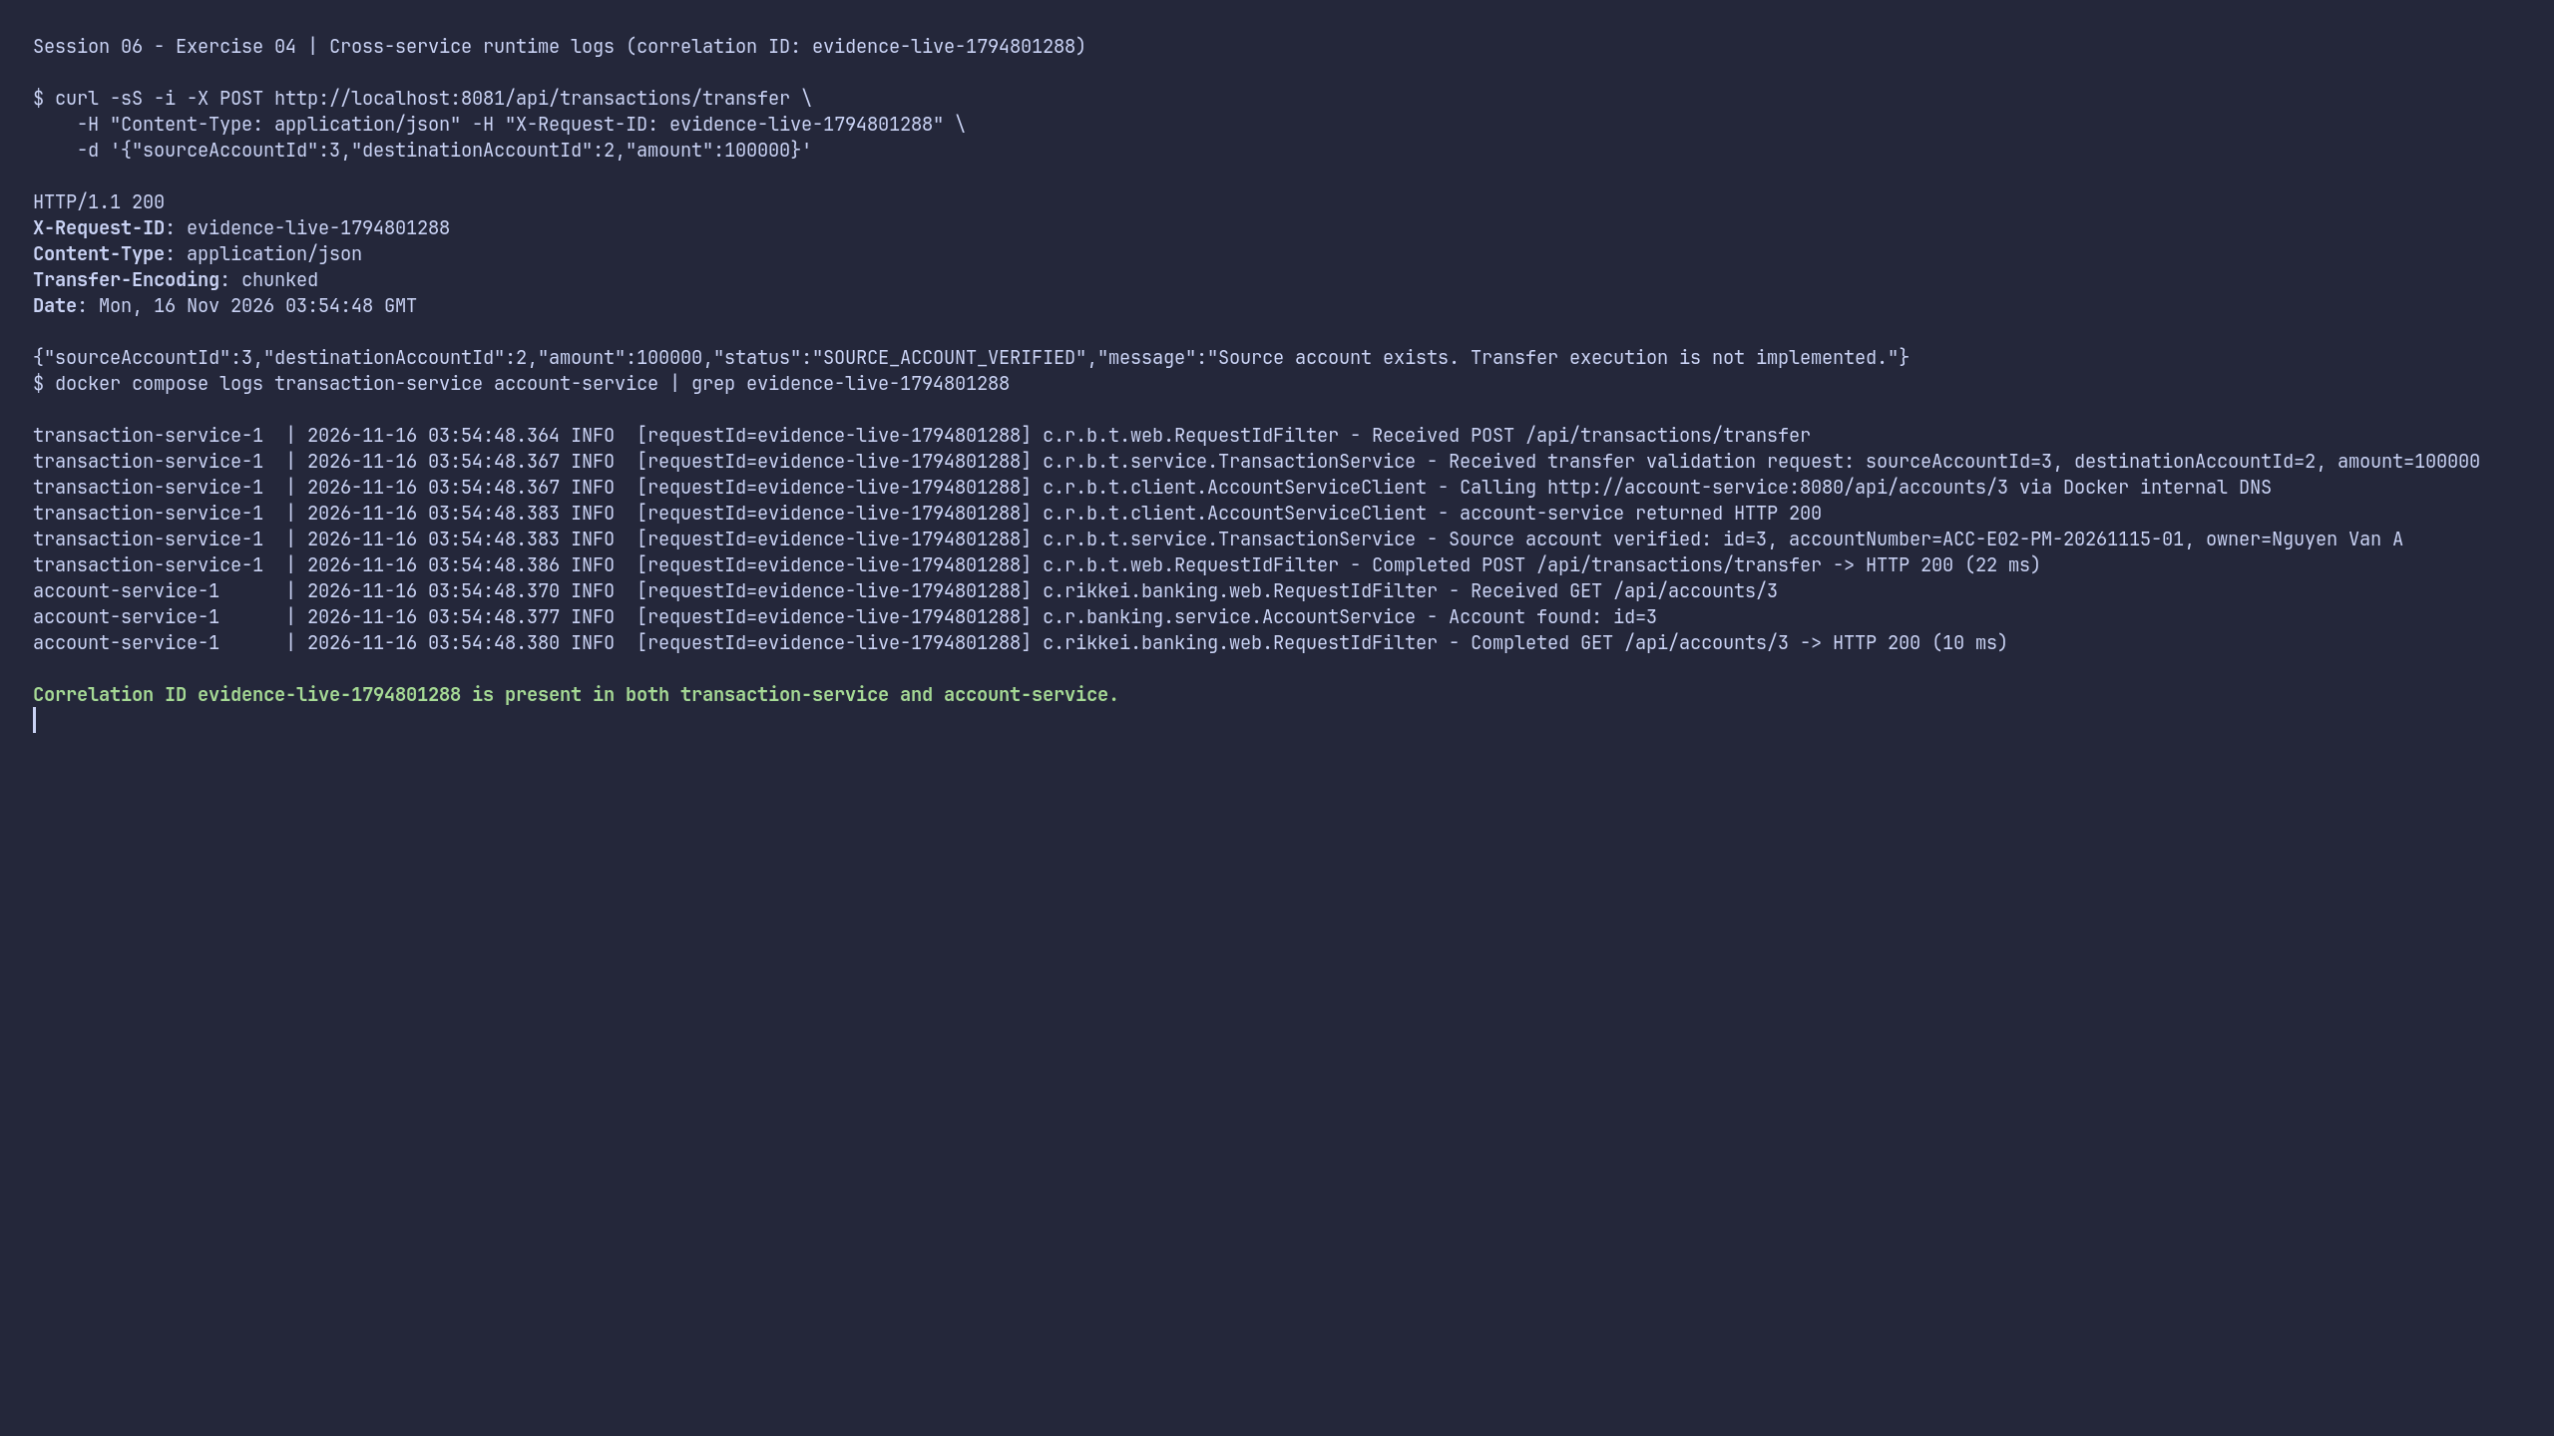 Session 06 - Exercise 04 | Cross-service runtime logs (correlation ID: evidence-live-1794801288)
$ curl -sS -i -X POST http://localhost:8081/api/transactions/transfer \
-H "Content-Type: application/json" -H "X-Request-ID: evidence-live-1794801288" \
-d '{"sourceAccountId":3,"destinationAccountId":2,"amount":100000}'
HTTP/1.1 200
X-Request-ID: evidence-live-1794801288
Content-Type: application/json
Transfer-Encoding: chunked
Date: Mon, 16 Nov 2026 03:54:48 GMT
{"sourceAccountId":3,"destinationAccountId":2,"amount":100000,"status":"SOURCE_ACCOUNT_VERIFIED","message":"Source account exists. Transfer execution is not implemented."}
$ docker compose logs transaction-service account-service | grep evidence-live-1794801288
transaction-service-1  | 2026-11-16 03:54:48.364 INFO  [requestId=evidence-live-1794801288] c.r.b.t.web.RequestIdFilter - Received POST /api/transactions/transfer
transaction-service-1  | 2026-11-16 03:54:48.367 INFO  [requestId=evidence-live-1794801288] c.r.b.t.service.TransactionService - Received transfer validation request: sourceAccountId=3, destinationAccountId=2, amount=100000
transaction-service-1  | 2026-11-16 03:54:48.367 INFO  [requestId=evidence-live-1794801288] c.r.b.t.client.AccountServiceClient - Calling http://account-service:8080/api/accounts/3 via Docker internal DNS
transaction-service-1  | 2026-11-16 03:54:48.383 INFO  [requestId=evidence-live-1794801288] c.r.b.t.client.AccountServiceClient - account-service returned HTTP 200
transaction-service-1  | 2026-11-16 03:54:48.383 INFO  [requestId=evidence-live-1794801288] c.r.b.t.service.TransactionService - Source account verified: id=3, accountNumber=ACC-E02-PM-20261115-01, owner=Nguyen Van A
transaction-service-1  | 2026-11-16 03:54:48.386 INFO  [requestId=evidence-live-1794801288] c.r.b.t.web.RequestIdFilter - Completed POST /api/transactions/transfer -> HTTP 200 (22 ms)
account-service-1      | 2026-11-16 03:54:48.370 INFO  [requestId=evidence-live-1794801288] c.rikkei.banking.web.RequestIdFilter - Received GET /api/accounts/3
account-service-1      | 2026-11-16 03:54:48.377 INFO  [requestId=evidence-live-1794801288] c.r.banking.service.AccountService - Account found: id=3
account-service-1      | 2026-11-16 03:54:48.380 INFO  [requestId=evidence-live-1794801288] c.rikkei.banking.web.RequestIdFilter - Completed GET /api/accounts/3 -> HTTP 200 (10 ms)
Correlation ID evidence-live-1794801288 is present in both transaction-service and account-service.